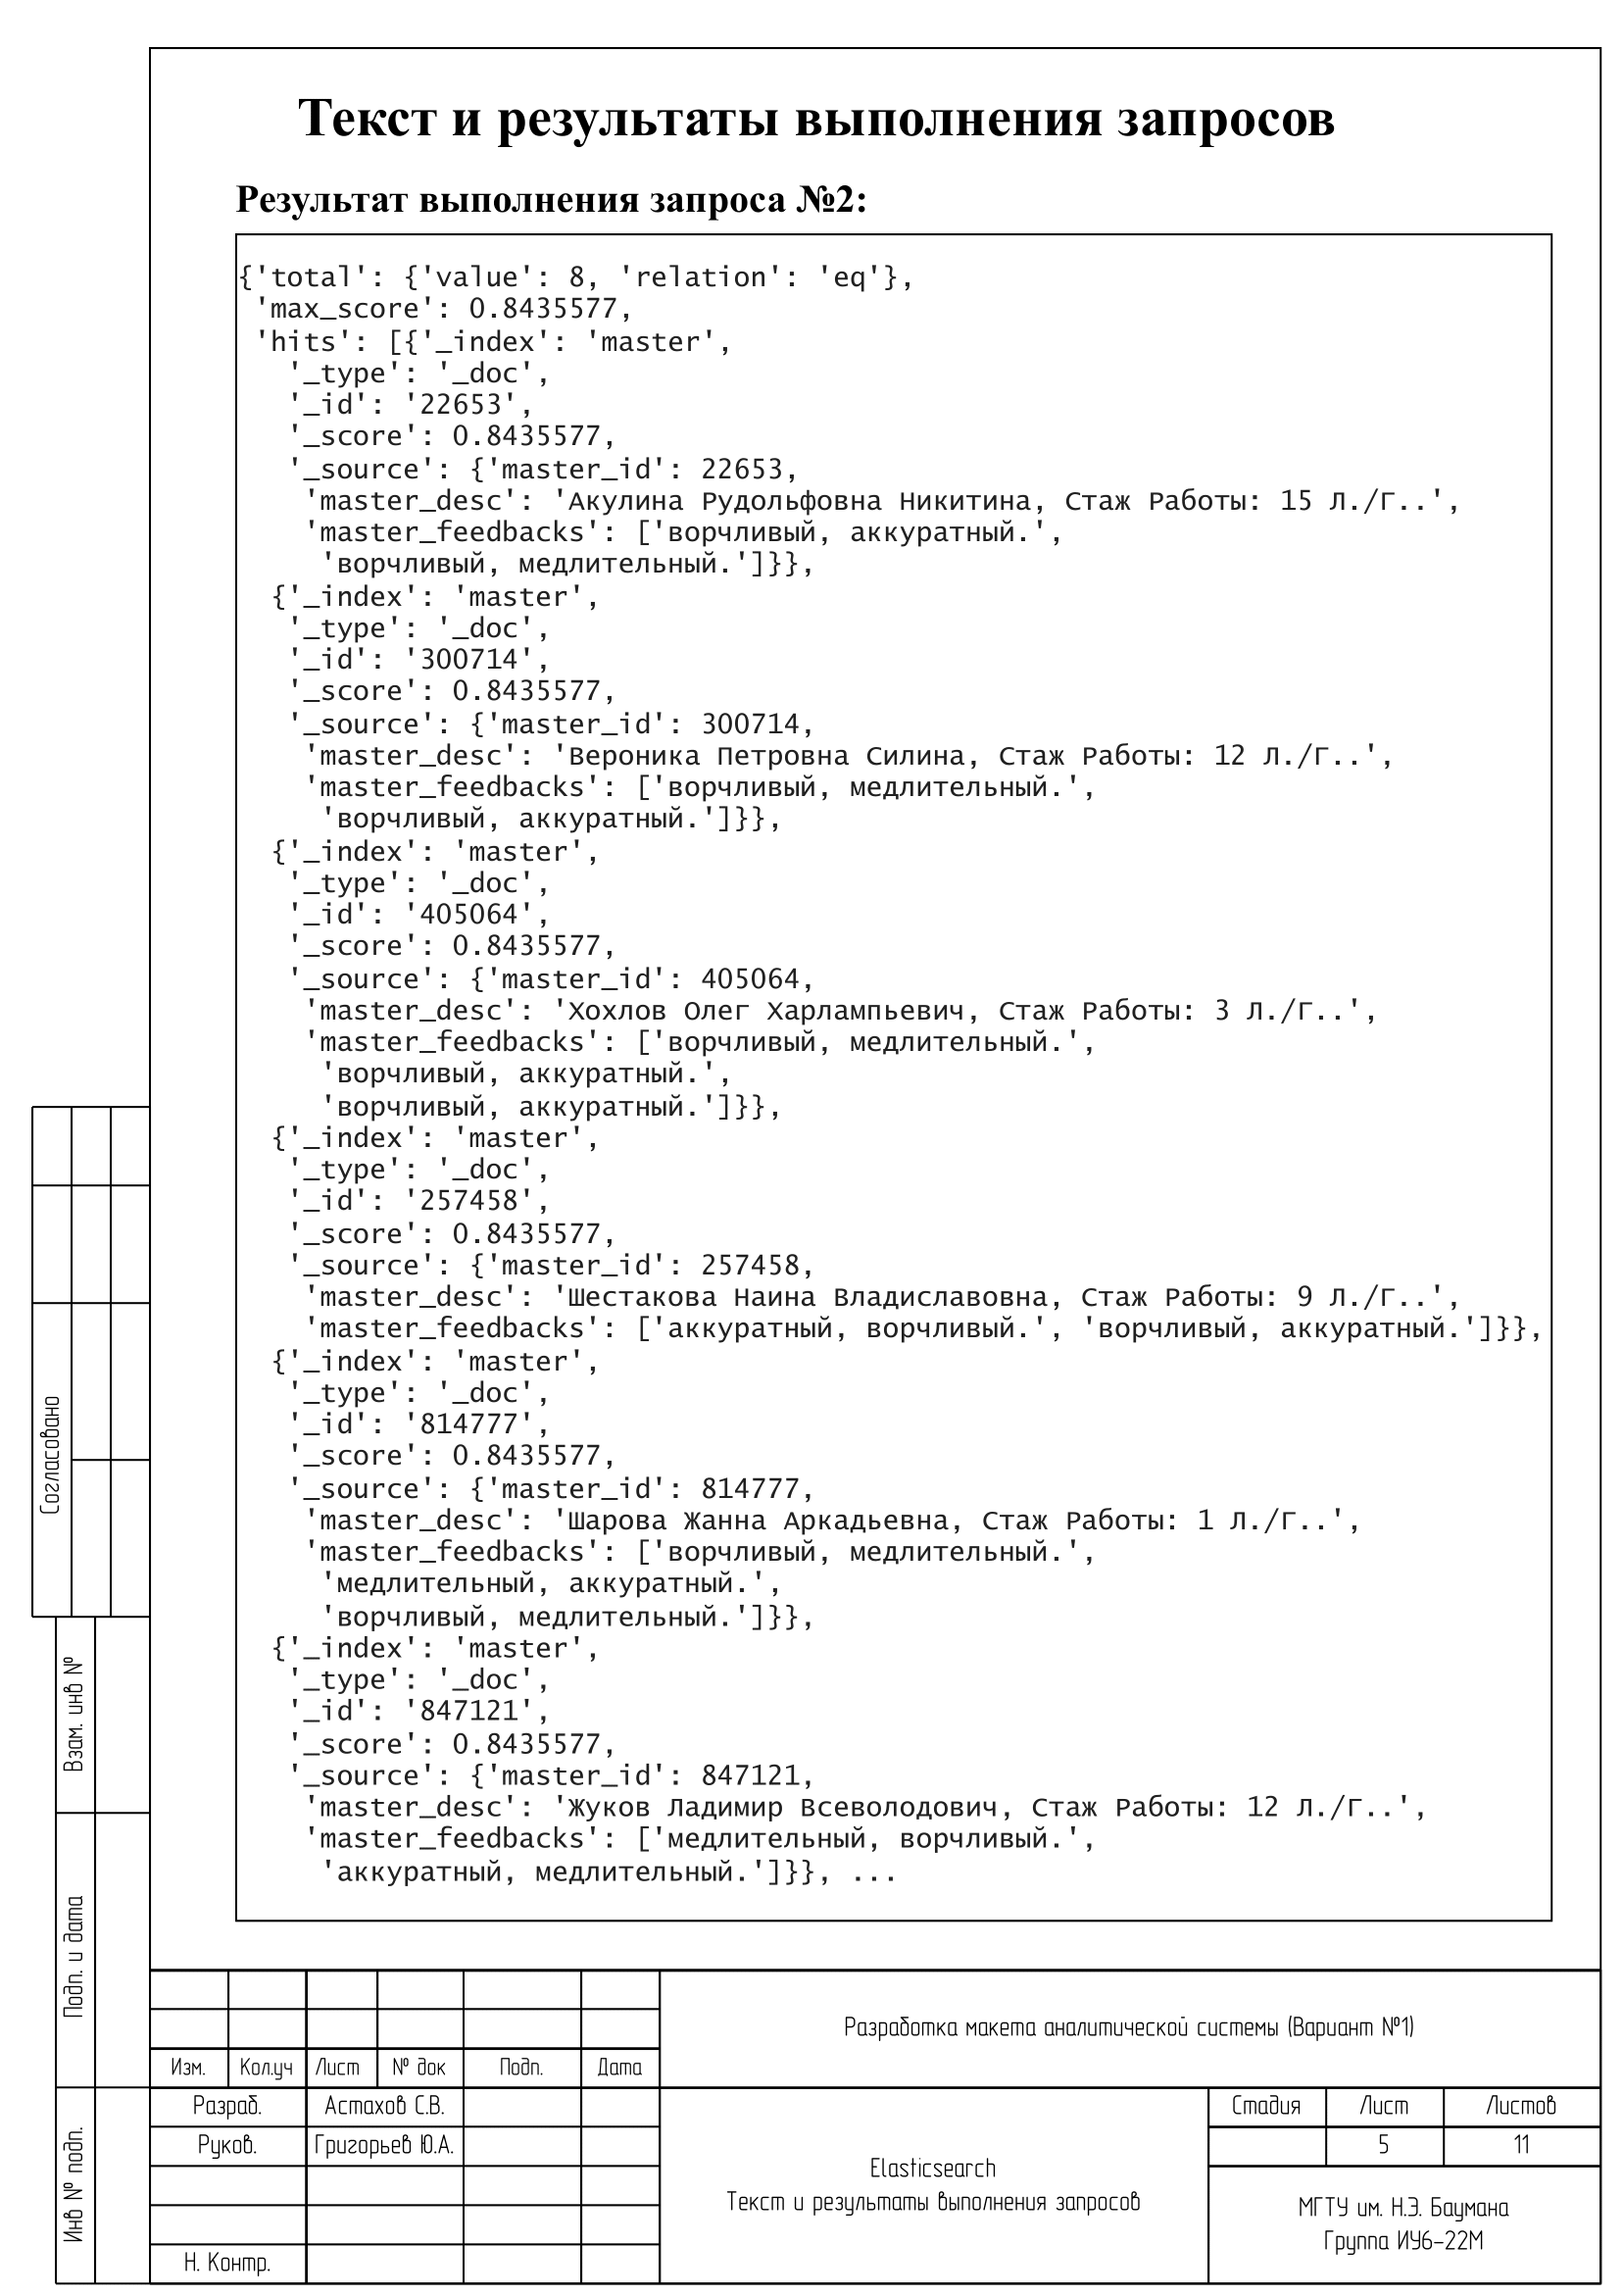 Текст и результаты выполнения запросов
Результат выполнения запроса №2:
{'total': {'value': 8, 'relation': 'eq'},
'max_score': 0.8435577,
'hits': [{'_index': 'master',
'_type': '_doc',
'_id': '22653',
'_score': 0.8435577,
'_source': {'master_id': 22653,
'master_desc': 'Акулина Рудольфовна Никитина, Стаж Работы: 15 Л./Г..',
'master_feedbacks': ['ворчливый, аккуратный.',
'ворчливый, медлительный.']}},
{'_index': 'master',
'_type': '_doc',
'_id': '300714',
'_score': 0.8435577,
'_source': {'master_id': 300714,
'master_desc': 'Вероника Петровна Силина, Стаж Работы: 12 Л./Г..',
'master_feedbacks': ['ворчливый, медлительный.',
'ворчливый, аккуратный.']}},
{'_index': 'master',
'_type': '_doc',
'_id': '405064',
'_score': 0.8435577,
'_source': {'master_id': 405064,
'master_desc': 'Хохлов Олег Харлампьевич, Стаж Работы: 3 Л./Г..',
'master_feedbacks': ['ворчливый, медлительный.',
'ворчливый, аккуратный.',
'ворчливый, аккуратный.']}},
{'_index': 'master',
'_type': '_doc',
'_id': '257458',
'_score': 0.8435577,
'_source': {'master_id': 257458,
'master_desc': 'Шестакова Наина Владиславовна, Стаж Работы: 9 Л./Г..',
'master_feedbacks': ['аккуратный, ворчливый.', 'ворчливый, аккуратный.']}},
{'_index': 'master',
'_type': '_doc',
'_id': '814777',
'_score': 0.8435577,
'_source': {'master_id': 814777,
'master_desc': 'Шарова Жанна Аркадьевна, Стаж Работы: 1 Л./Г..',
'master_feedbacks': ['ворчливый, медлительный.',
'медлительный, аккуратный.',
'ворчливый, медлительный.']}},
{'_index': 'master',
'_type': '_doc',
'_id': '847121',
'_score': 0.8435577,
'_source': {'master_id': 847121,
'master_desc': 'Жуков Ладимир Всеволодович, Стаж Работы: 12 Л./Г..',
'master_feedbacks': ['медлительный, ворчливый.',
'аккуратный, медлительный.']}}, ...
Согласовано
Взам. инв №
Подп. и дата
Инв № подп.
Разработка макета аналитической системы (Вариант №1)
Изм. Кол.уч Лист № док Подп. Дата
Разраб. Астахов С.В.
Руков. Григорьев Ю.А.
Н. Контр.
Elasticsearch
Текст и результаты выполнения запросов
Стадия Лист Листов
5 11
МГТУ им. Н.Э. Баумана
Группа ИУ6-22М